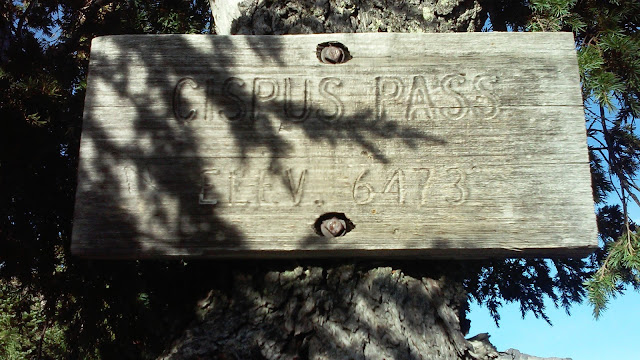 CISPUS PASS
ELEV. 6473'